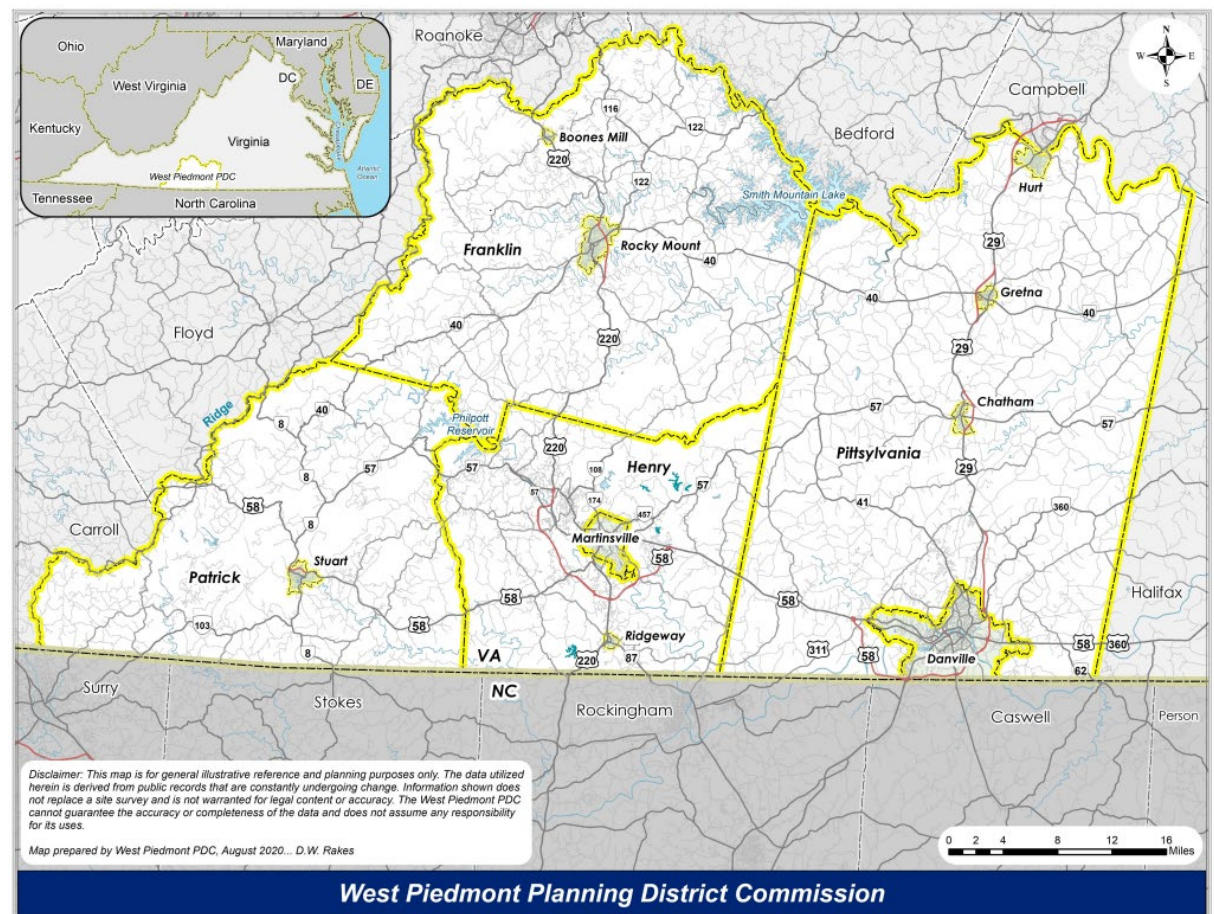 Ohio
Maryland
DC
DE
West Virginia
Kentucky
Virginia
West Piedmont PDC
Atlantic
Ocean
Tennessee
North Carolina
Roanoke
N
W
E
S
Campbell
Bedford
116
122
Boones Mill
220
122
Smith Mountain Lake
Hurt
Franklin
Rocky Mount
29
40
Gretna
40
40
Floyd
40
220
29
Ridge
40
8
Philpott
Reservoir
Chatham
57
57
220
Pittsylvania
57
57
108
Henry
29
8
57
57
174
41
58
457
360
Carroll
8
Martinsville
58
Stuart
Patrick
58
58
Halifax
103
58
Ridgeway
311
58
Danville
58
360
8
VA
220
87
62
NC
Surry
Stokes
Rockingham
Caswell
Person
Disclaimer: This map is for general illustrative reference and planning purposes only. The data utilized
herein is derived from public records that are constantly undergoing change. Information shown does
not replace a site survey and is not warranted for legal content or accuracy. The West Piedmont PDC
cannot guarantee the accuracy or completeness of the data and does not assume any responsibility
for its uses.
Map prepared by West Piedmont PDC, August 2020... D.W. Rakes
0 2 4 8 12 16
Miles
West Piedmont Planning District Commission